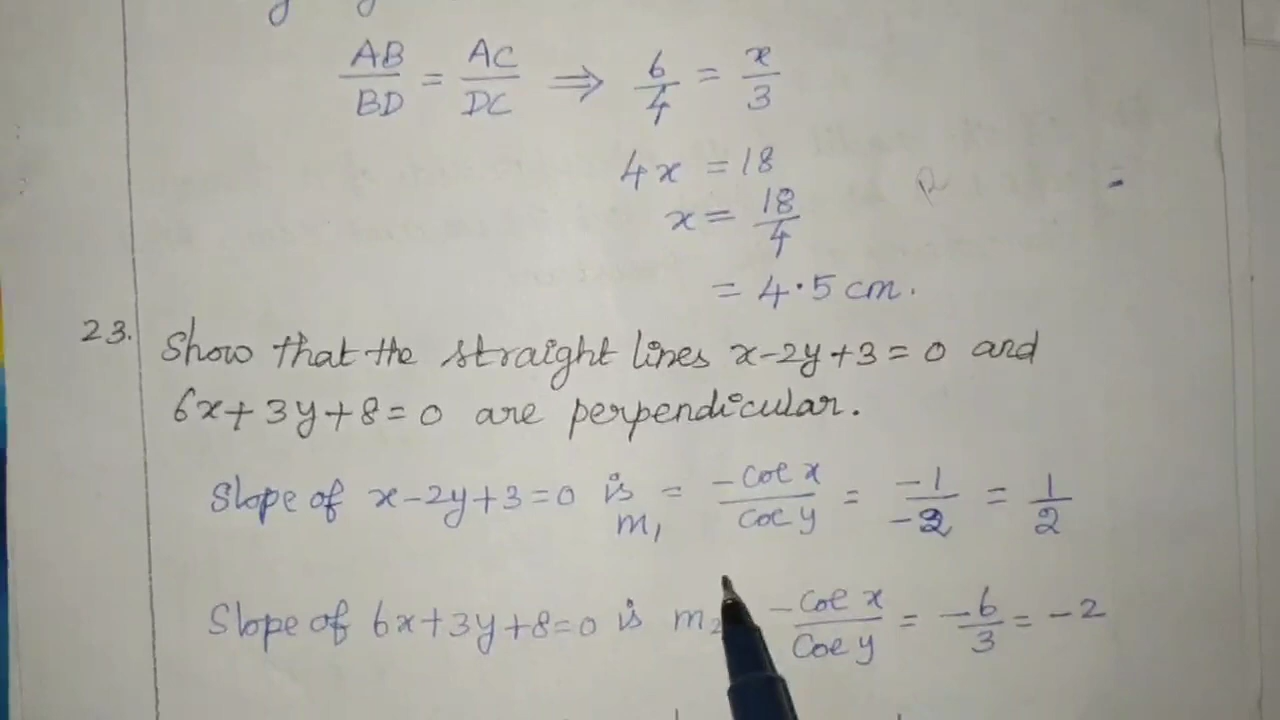 AB/BD = AC/DC ⇒ 6/4 = x/3
4x = 18
x = 18/4
= 4.5 cm.
23. Show that the straight lines x-2y+3=0 and
6x+3y+8=0 are perpendicular.
Slope of x-2y+3=0 is m₁ = -coe x/coe y = -1/-2 = 1/2
Slope of 6x+3y+8=0 is m₂ -coe x/coe y = -6/3 = -2